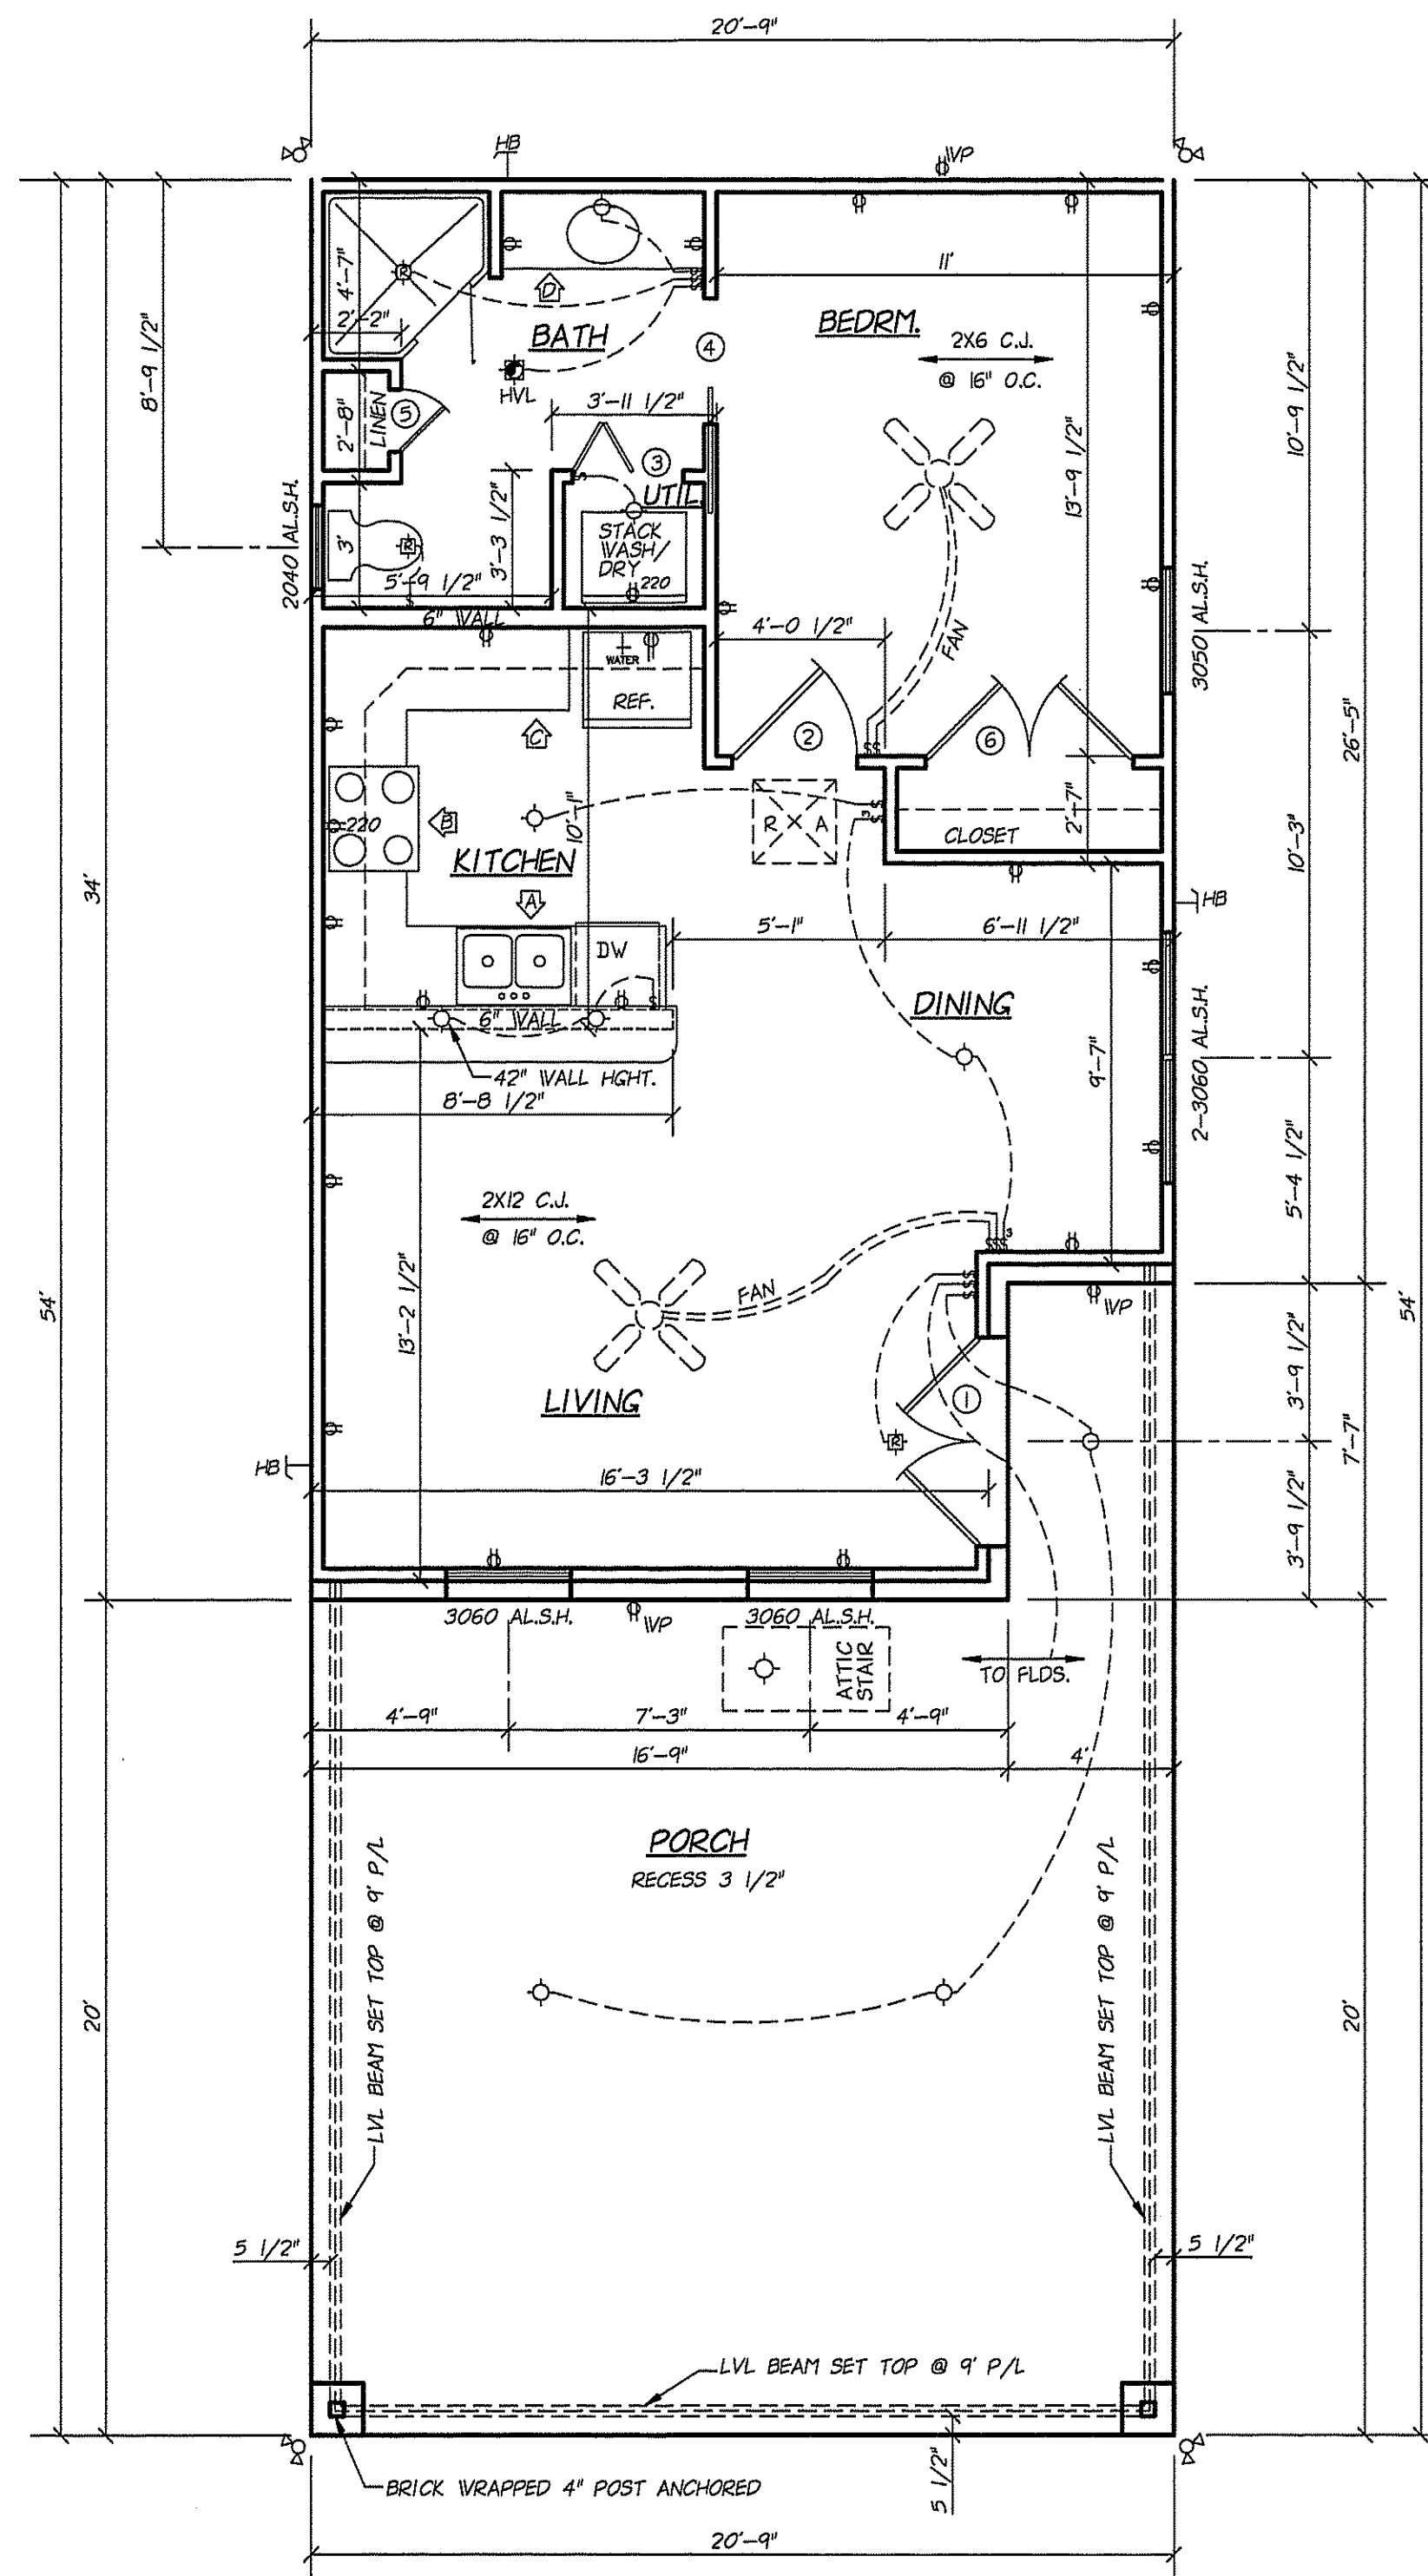 20'-9"
HB
WP
4'-7"
2'-2"
D
BATH
11'
BEDRM.
2X6 C.J.
@ 16" O.C.
4
HVL
R
8'-9 1/2"
10'-9 1/2"
3'-11 1/2"
2'-8"
LINEN
5
3
UTIL.
13'-9 1/2"
2040 AL.S.H.
3'
R
5'-9 1/2"
3'-3 1/2"
STACK
WASH/
DRY
220
6" WALL
3050 AL.S.H.
4'-0 1/2"
FAN
WATER
REF.
C
2
6
26'-5"
220
B
KITCHEN
10'-1"
R A
3
CLOSET
2'-7"
34'
10'-3"
HB
A
DW
5'-1"
6'-11 1/2"
DINING
6" WALL
42" WALL HGHT.
8'-8 1/2"
9'-7"
2-3060 AL.S.H.
5'-4 1/2"
2X12 C.J.
@ 16" O.C.
3
54'
13'-2 1/2"
FAN
WP
54'
LIVING
1
R
3'-9 1/2"
7'-7"
HB
16'-3 1/2"
3'-9 1/2"
3060 AL.S.H.
WP
3060 AL.S.H.
ATTIC
STAIR
TO FLDS.
4'-9"
7'-3"
4'-9"
16'-9"
4'
PORCH
RECESS 3 1/2"
LVL BEAM SET TOP @ 9' P/L
LVL BEAM SET TOP @ 9' P/L
20'
20'
5 1/2"
5 1/2"
LVL BEAM SET TOP @ 9' P/L
5 1/2"
BRICK WRAPPED 4" POST ANCHORED
20'-9"